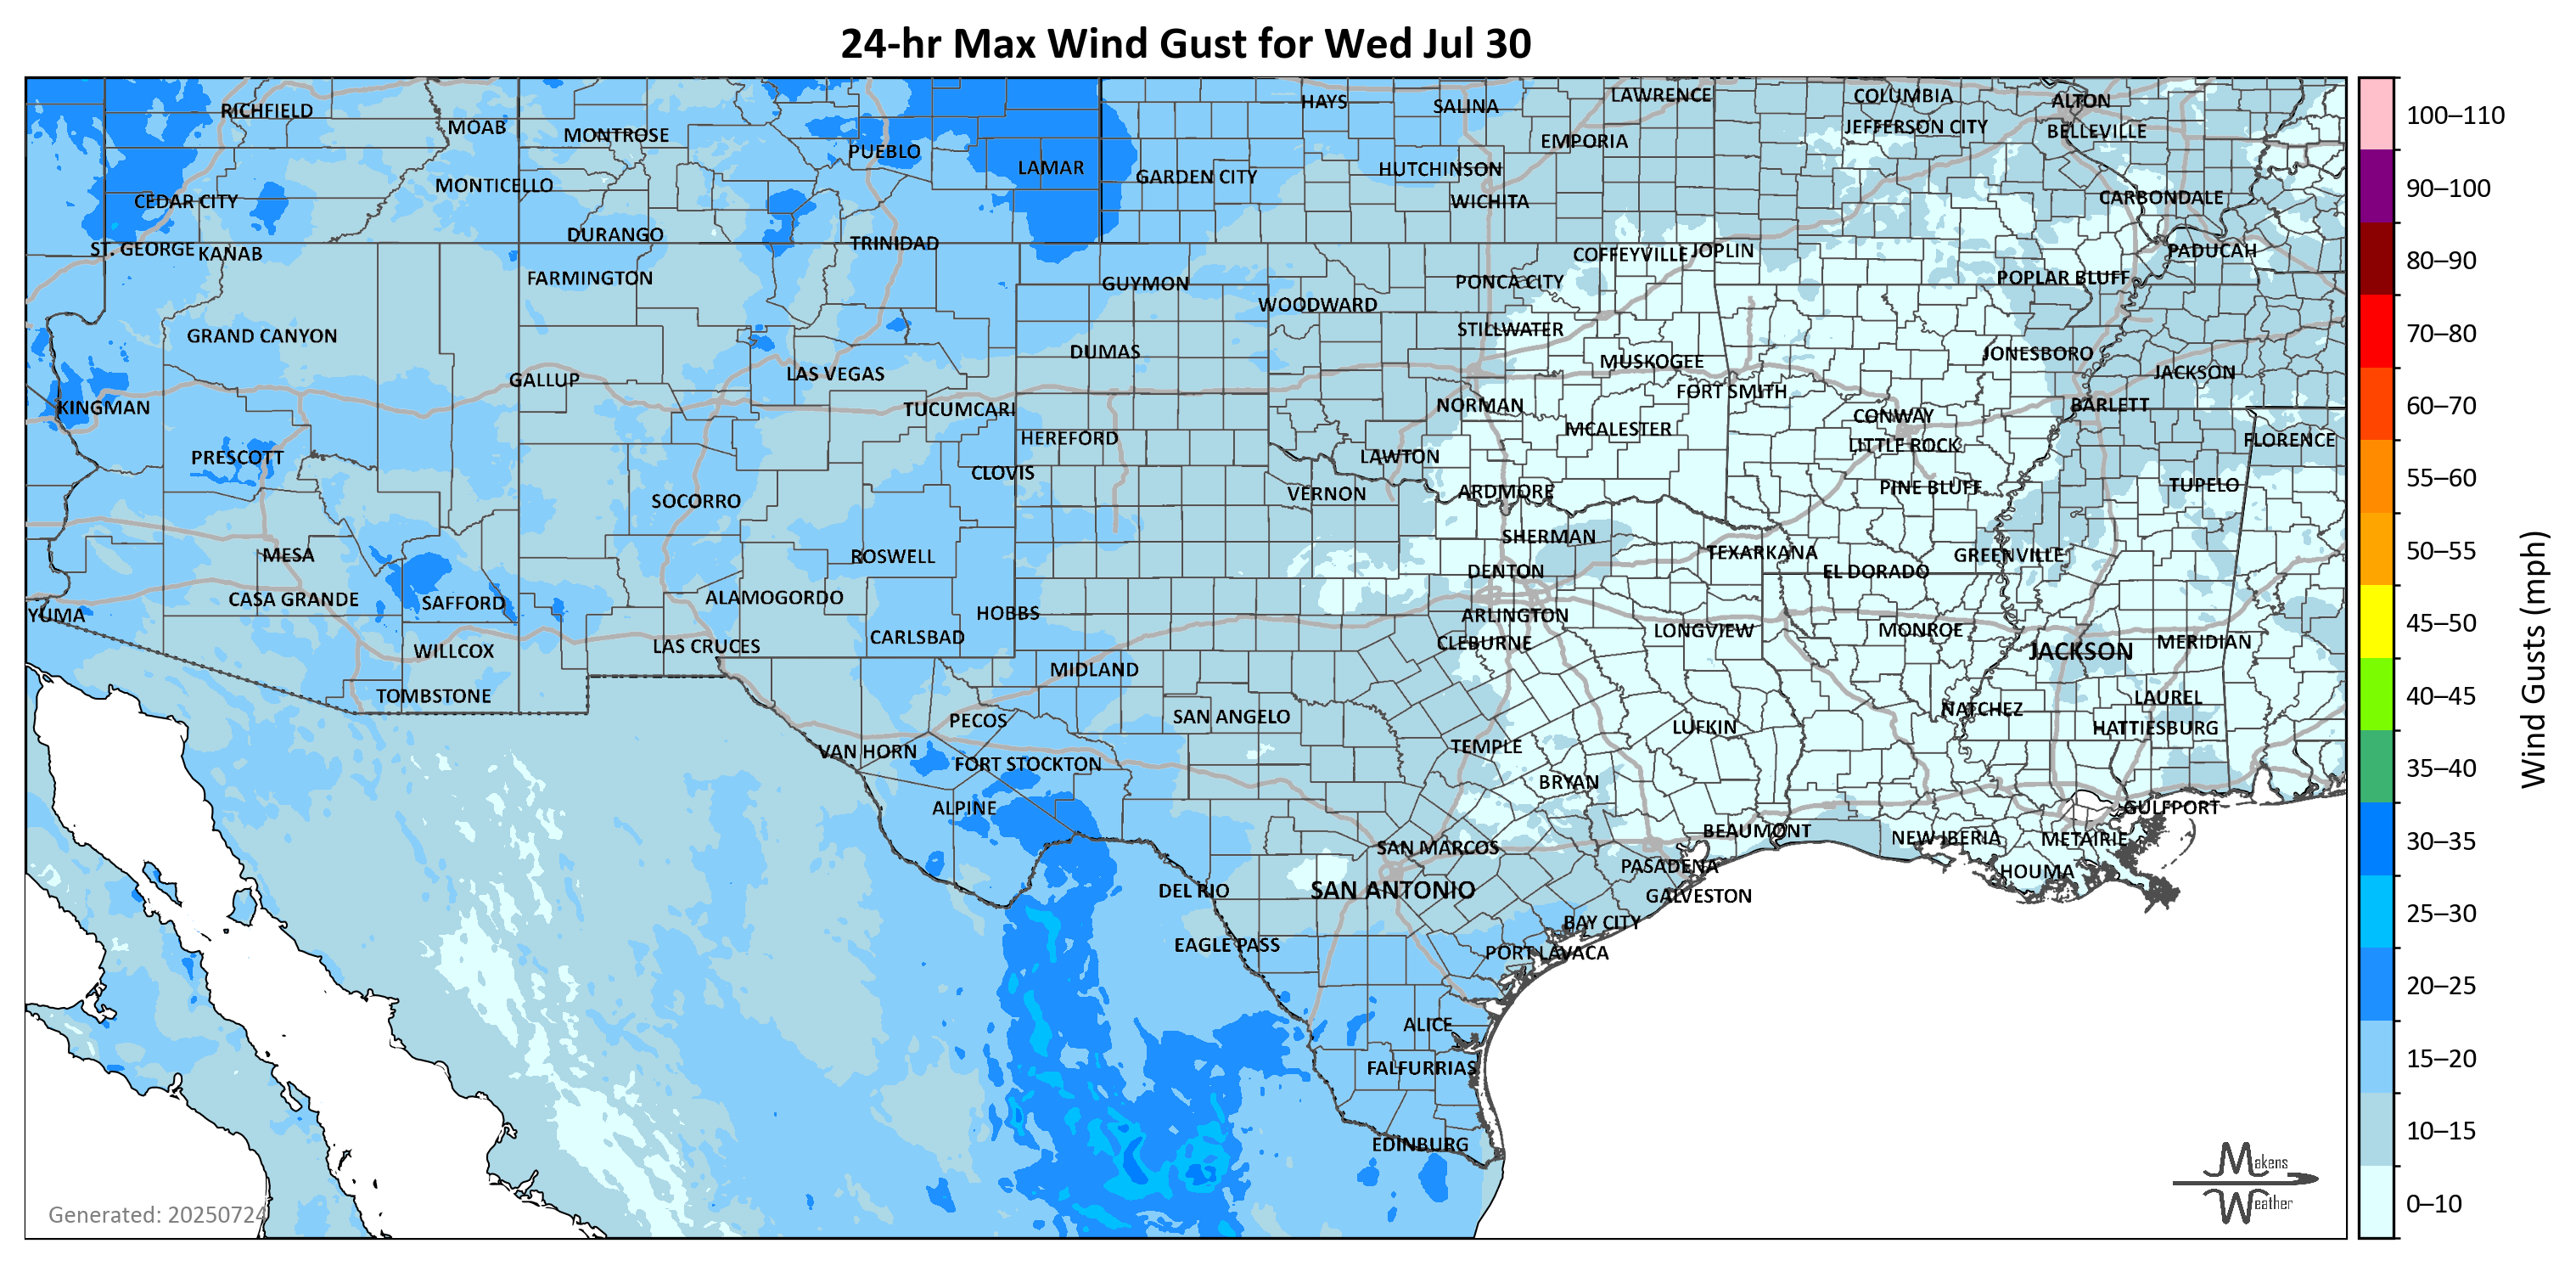 24-hr Max Wind Gust for Wed Jul 30
RICHFIELD
MOAB
MONTROSE
PUEBLO
LAMAR
HAYS
SALINA
LAWRENCE
COLUMBIA
ALTON
JEFFERSON CITY
BELLEVILLE
EMPORIA
GARDEN CITY
HUTCHINSON
WICHITA
CARBONDALE
MONTICELLO
CEDAR CITY
DURANGO
TRINIDAD
ST. GEORGE
KANAB
COFFEYVILLE
JOPLIN
PADUCAH
FARMINGTON
GUYMON
PONCA CITY
POPLAR BLUFF
WOODWARD
GRAND CANYON
STILLWATER
DUMAS
MUSKOGEE
JONESBORO
GALLUP
LAS VEGAS
JACKSON
FORT SMITH
KINGMAN
TUCUMCARI
NORMAN
BARLETT
CONWAY
HEREFORD
MCALESTER
LITTLE ROCK
FLORENCE
PRESCOTT
CLOVIS
LAWTON
SOCORRO
VERNON
ARDMORE
PINE BLUFF
TUPELO
MESA
ROSWELL
SHERMAN
TEXARKANA
GREENVILLE
DENTON
EL DORADO
CASA GRANDE
SAFFORD
ALAMOGORDO
YUMA
HOBBS
ARLINGTON
CARLSBAD
CLEBURNE
LONGVIEW
MONROE
WILLCOX
LAS CRUCES
JACKSON
MERIDIAN
MIDLAND
TOMBSTONE
LAUREL
PECOS
SAN ANGELO
NATCHEZ
LUFKIN
HATTIESBURG
VAN HORN
TEMPLE
FORT STOCKTON
BRYAN
ALPINE
GULFPORT
BEAUMONT
NEW IBERIA
METAIRIE
SAN MARCOS
PASADENA
HOUMA
DEL RIO
SAN ANTONIO
GALVESTON
BAY CITY
EAGLE PASS
PORT LAVACA
ALICE
FALFURRIAS
EDINBURG
Generated: 20250724
Makens
Weather
100–110
90–100
80–90
70–80
60–70
55–60
50–55
45–50
40–45
35–40
30–35
25–30
20–25
15–20
10–15
0–10
Wind Gusts (mph)